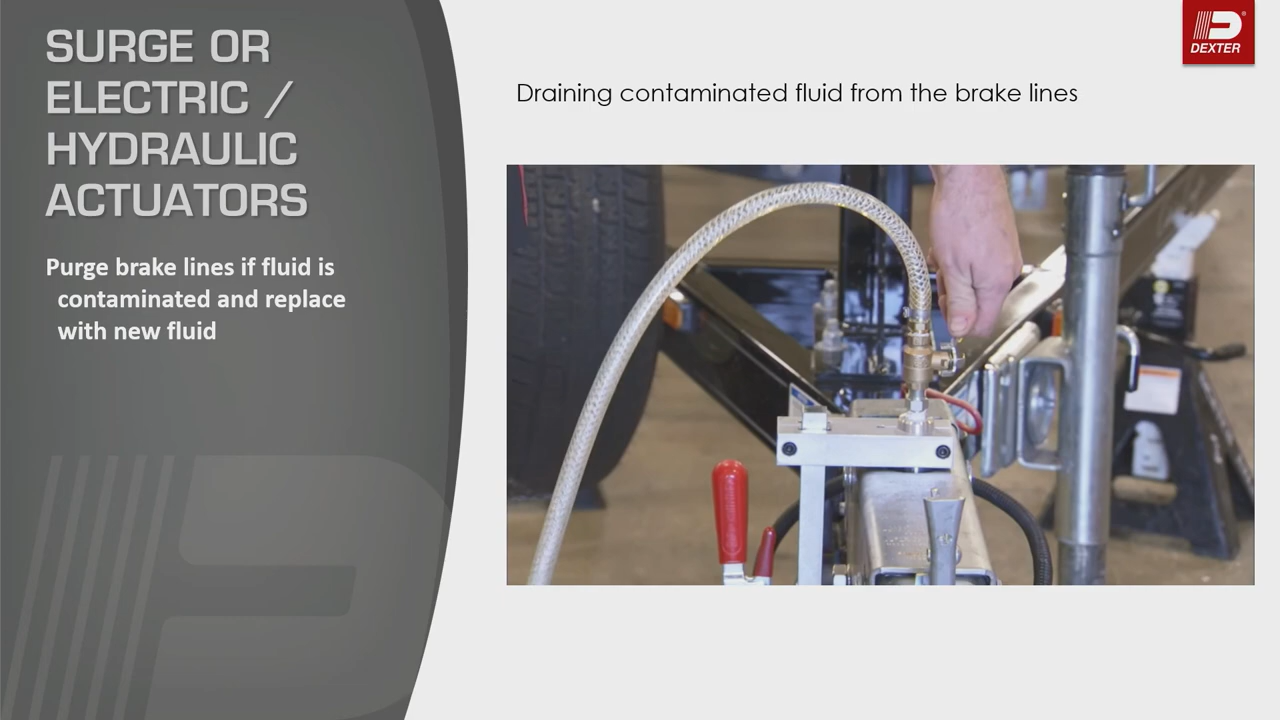 SURGE OR
ELECTRIC /
HYDRAULIC
ACTUATORS
Purge brake lines if fluid is
contaminated and replace
with new fluid
DEXTER
Draining contaminated fluid from the brake lines